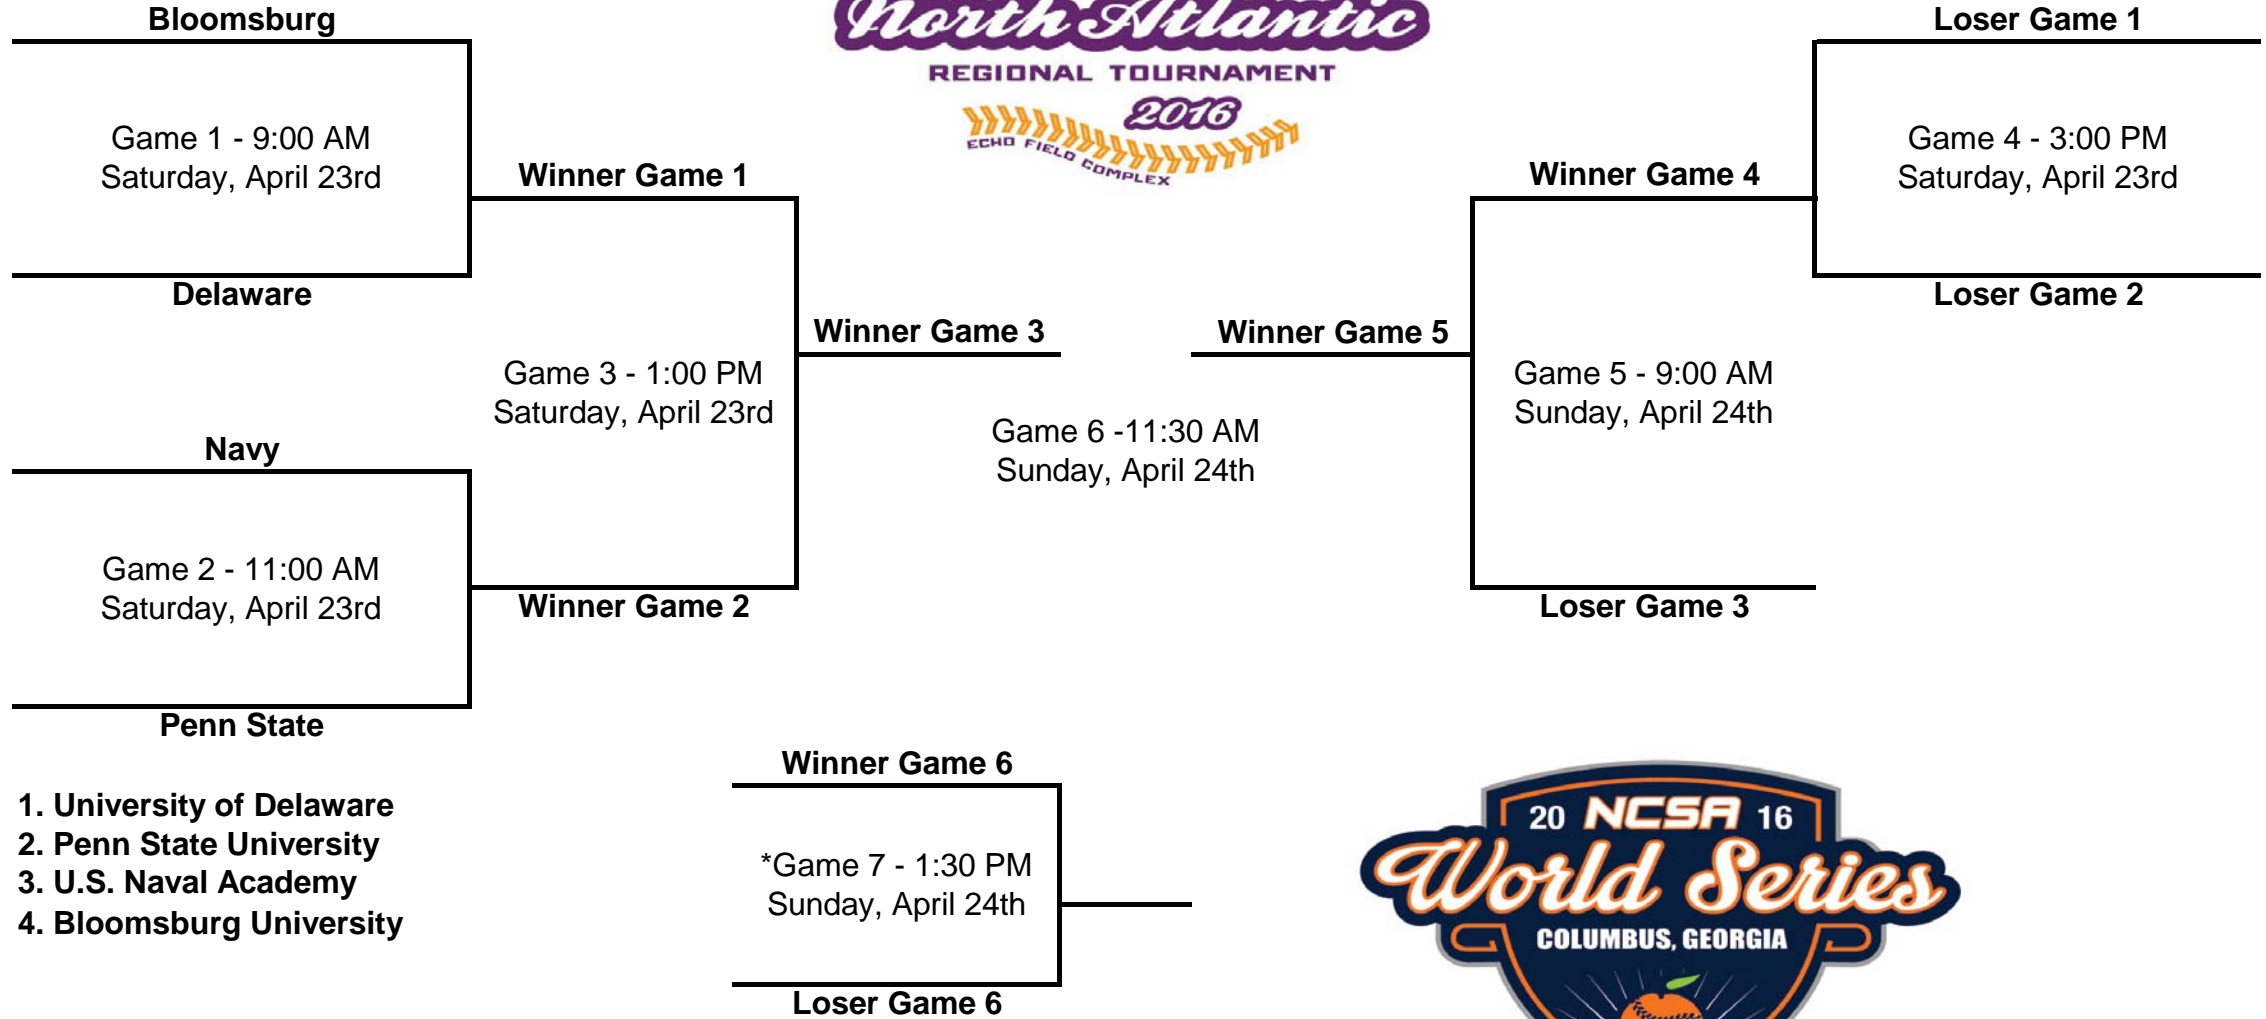 Bloomsburg
Game 1 - 9:00 AM
Saturday, April 23rd
Delaware
Navy
Game 2 - 11:00 AM
Saturday, April 23rd
Penn State
Winner Game 1
Game 3 - 1:00 PM
Saturday, April 23rd
Winner Game 2
North Atlantic
REGIONAL TOURNAMENT
2016
ECHO FIELD COMPLEX
Winner Game 3
Winner Game 5
Game 6 -11:30 AM
Sunday, April 24th
Winner Game 4
Game 5 - 9:00 AM
Sunday, April 24th
Loser Game 3
Loser Game 1
Game 4 - 3:00 PM
Saturday, April 23rd
Loser Game 2
1. University of Delaware
2. Penn State University
3. U.S. Naval Academy
4. Bloomsburg University
Winner Game 6
*Game 7 - 1:30 PM
Sunday, April 24th
Loser Game 6
20 NCSA 16
World Series
COLUMBUS, GEORGIA